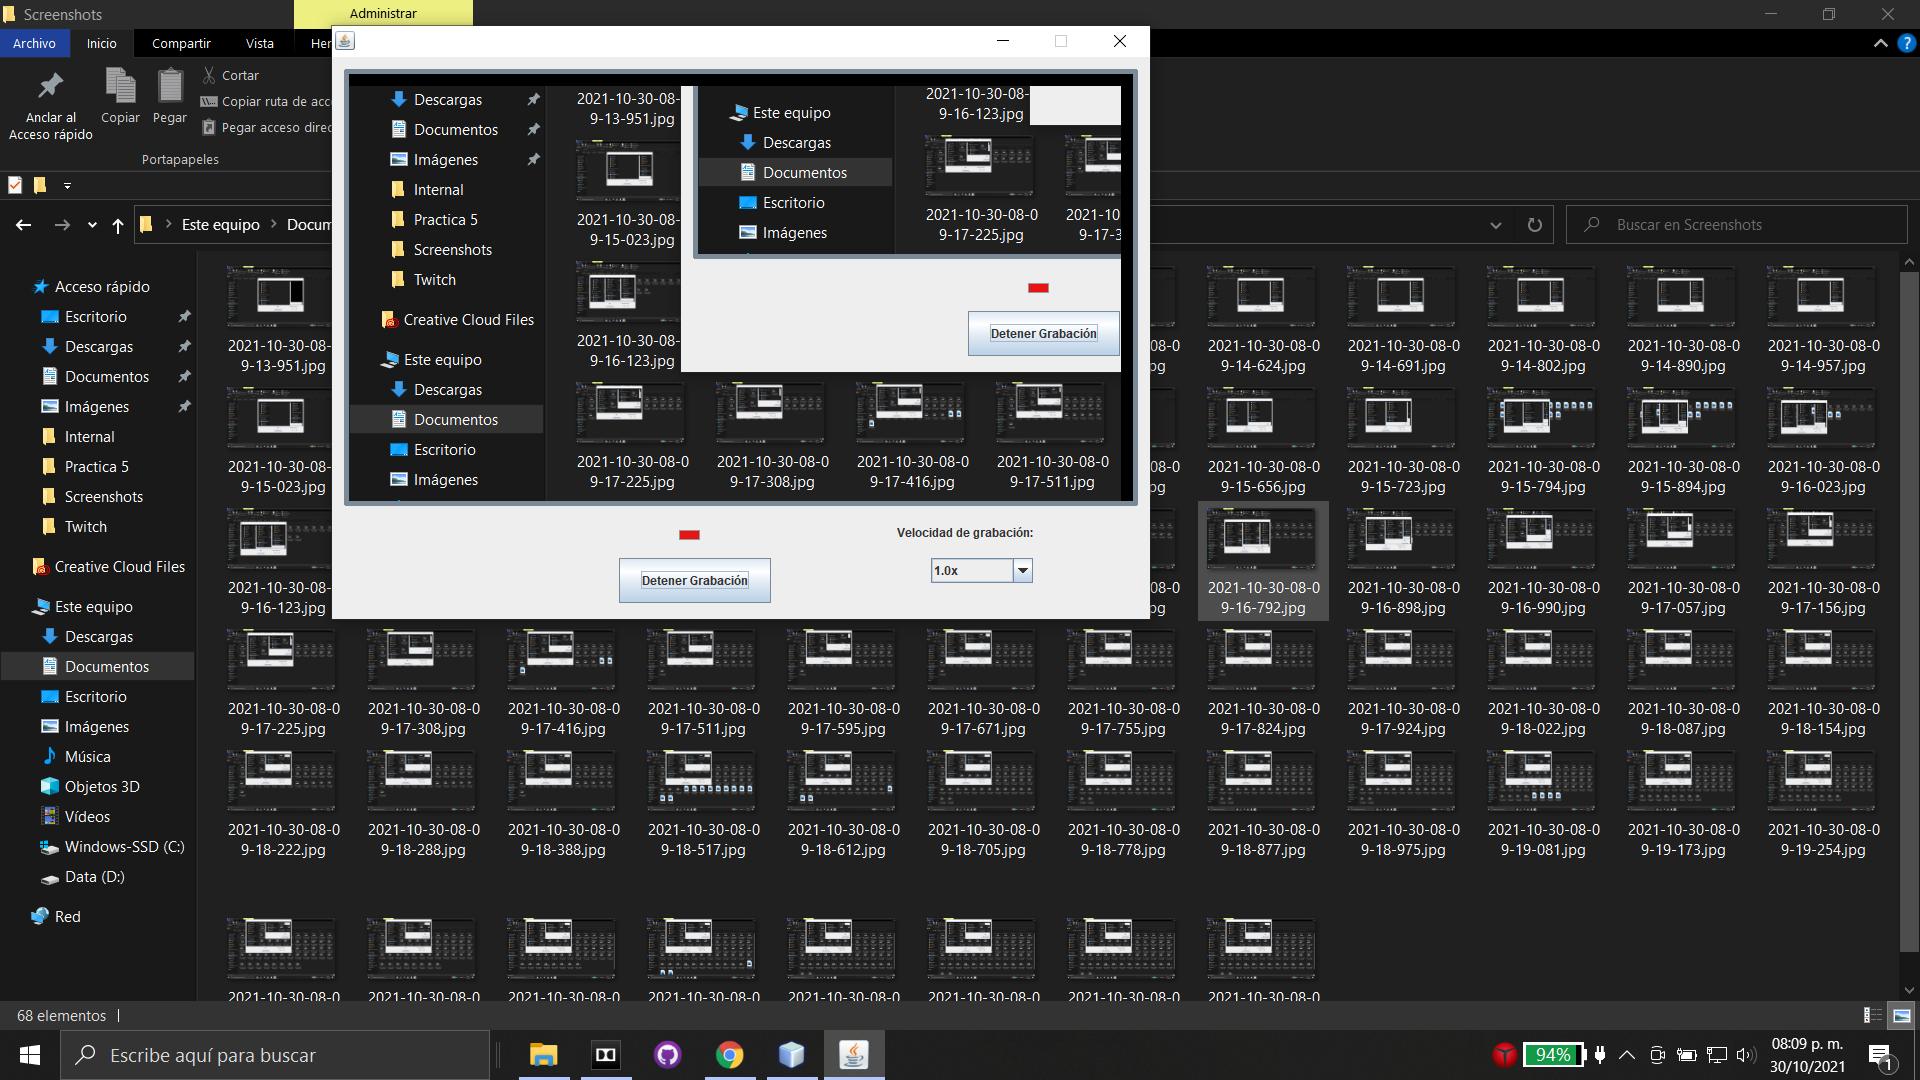 Screenshots
Administrar
Archivo
Inicio
Compartir
Vista
Her
Anclar al
Acceso rápido
Copiar
Pegar
Cortar
Copiar ruta de acc
Pegar acceso direc
Portapapeles
Este equipo
Docum
Buscar en Screenshots
Acceso rápido
Escritorio
Descargas
Documentos
Imágenes
Internal
Practica 5
Screenshots
Twitch
Creative Cloud Files
Este equipo
Descargas
Documentos
Escritorio
Imágenes
Música
Objetos 3D
Vídeos
Windows-SSD (C:)
Data (D:)
Red
Descargas
Documentos
Imágenes
Internal
Practica 5
Screenshots
Twitch
Creative Cloud Files
Este equipo
Descargas
Documentos
Escritorio
Imágenes
2021-10-30-08-
9-13-951.jpg
2021-10-30-08-
9-15-023.jpg
2021-10-30-08-
9-16-123.jpg
2021-10-30-08-0
9-17-225.jpg
2021-10-30-08-0
9-17-308.jpg
2021-10-30-08-0
9-17-416.jpg
2021-10-30-08-0
9-17-511.jpg
Este equipo
Descargas
Documentos
Escritorio
Imágenes
2021-10-30-08-
9-16-123.jpg
2021-10-30-08-0
9-17-225.jpg
2021-10
9-17-3
Detener Grabación
Velocidad de grabación:
1.0x
Detener Grabación
2021-10-30-08-
9-13-951.jpg
08-0
pg
2021-10-30-08-0
9-14-624.jpg
2021-10-30-08-0
9-14-691.jpg
2021-10-30-08-0
9-14-802.jpg
2021-10-30-08-0
9-14-890.jpg
2021-10-30-08-0
9-14-957.jpg
2021-10-30-08-
9-15-023.jpg
08-0
pg
2021-10-30-08-0
9-15-656.jpg
2021-10-30-08-0
9-15-723.jpg
2021-10-30-08-0
9-15-794.jpg
2021-10-30-08-0
9-15-894.jpg
2021-10-30-08-0
9-16-023.jpg
2021-10-30-08-
9-16-123.jpg
08-0
pg
2021-10-30-08-0
9-16-792.jpg
2021-10-30-08-0
9-16-898.jpg
2021-10-30-08-0
9-16-990.jpg
2021-10-30-08-0
9-17-057.jpg
2021-10-30-08-0
9-17-156.jpg
2021-10-30-08-0
9-17-225.jpg
2021-10-30-08-0
9-17-308.jpg
2021-10-30-08-0
9-17-416.jpg
2021-10-30-08-0
9-17-511.jpg
2021-10-30-08-0
9-17-595.jpg
2021-10-30-08-0
9-17-671.jpg
2021-10-30-08-0
9-17-755.jpg
2021-10-30-08-0
9-17-824.jpg
2021-10-30-08-0
9-17-924.jpg
2021-10-30-08-0
9-18-022.jpg
2021-10-30-08-0
9-18-087.jpg
2021-10-30-08-0
9-18-154.jpg
2021-10-30-08-0
9-18-222.jpg
2021-10-30-08-0
9-18-288.jpg
2021-10-30-08-0
9-18-388.jpg
2021-10-30-08-0
9-18-517.jpg
2021-10-30-08-0
9-18-612.jpg
2021-10-30-08-0
9-18-705.jpg
2021-10-30-08-0
9-18-778.jpg
2021-10-30-08-0
9-18-877.jpg
2021-10-30-08-0
9-18-975.jpg
2021-10-30-08-0
9-19-081.jpg
2021-10-30-08-0
9-19-173.jpg
2021-10-30-08-0
9-19-254.jpg
2021-10-30-08-0
2021-10-30-08-0
2021-10-30-08-0
2021-10-30-08-0
2021-10-30-08-0
2021-10-30-08-0
2021-10-30-08-0
2021-10-30-08-0
68 elementos
Escribe aquí para buscar
94%
08:09 p. m.
30/10/2021
1